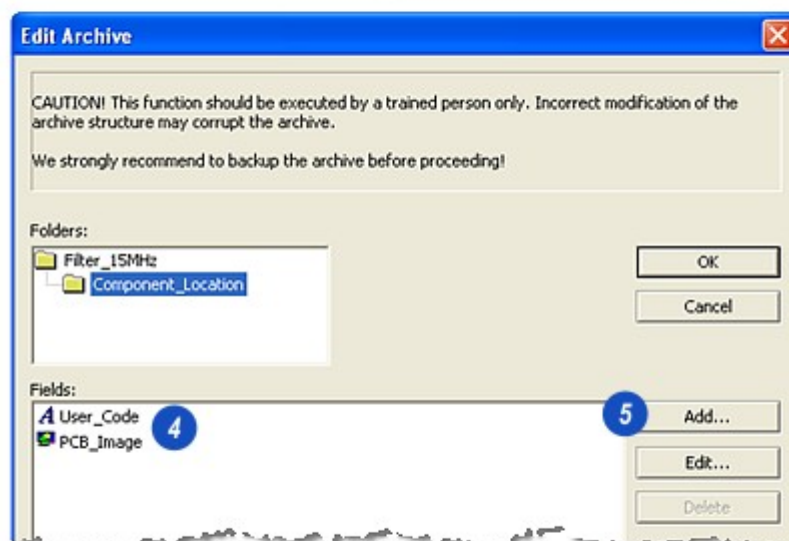 Edit Archive
CAUTION! This function should be executed by a trained person only. Incorrect modification of the
archive structure may corrupt the archive.
We strongly recommend to backup the archive before proceeding!
Folders:
Filter_15MHz
Component_Location
OK
Cancel
Fields:
User_Code
PCB_Image
4
5
Add...
Edit...
Delete